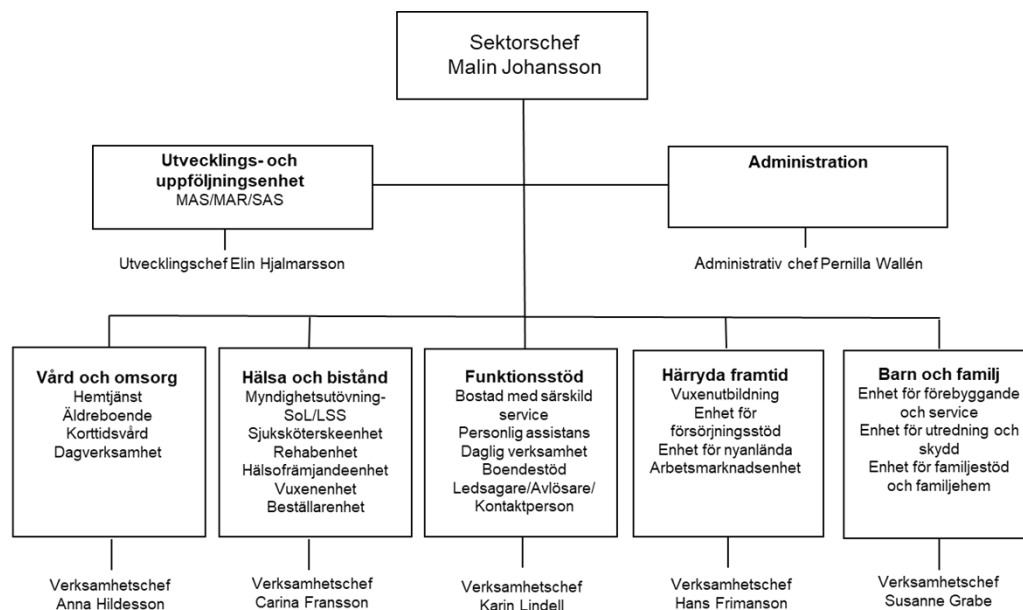 Sektorschef
Malin Johansson
Utvecklings- och
uppföljningsenhet
MAS/MAR/SAS
Administration
Utvecklingschef Elin Hjalmarsson
Administrativ chef Pernilla Wallén
Vård och omsorg
Hemtjänst
Äldreboende
Korttidsvård
Dagverksamhet
Hälsa och bistånd
Myndighetsutövning-
SoL/LSS
Sjuksköterskeenhet
Rehabenhet
Hälsofrämjandeenhet
Vuxenenhet
Beställarenhet
Funktionsstöd
Bostad med särskild
service
Personlig assistans
Daglig verksamhet
Boendestöd
Ledsagare/Avlösare/
Kontaktperson
Härryda framtid
Vuxenutbildning
Enhet för
försörjningsstöd
Enhet för nyanlända
Arbetsmarknadsenhet
Barn och familj
Enhet för förebyggande
och service
Enhet för utredning och
skydd
Enhet för familjestöd
och familjehem
Verksamhetschef
Anna Hildesson
Verksamhetschef
Carina Fransson
Verksamhetschef
Karin Lindell
Verksamhetschef
Hans Frimanson
Verksamhetschef
Susanne Grabe